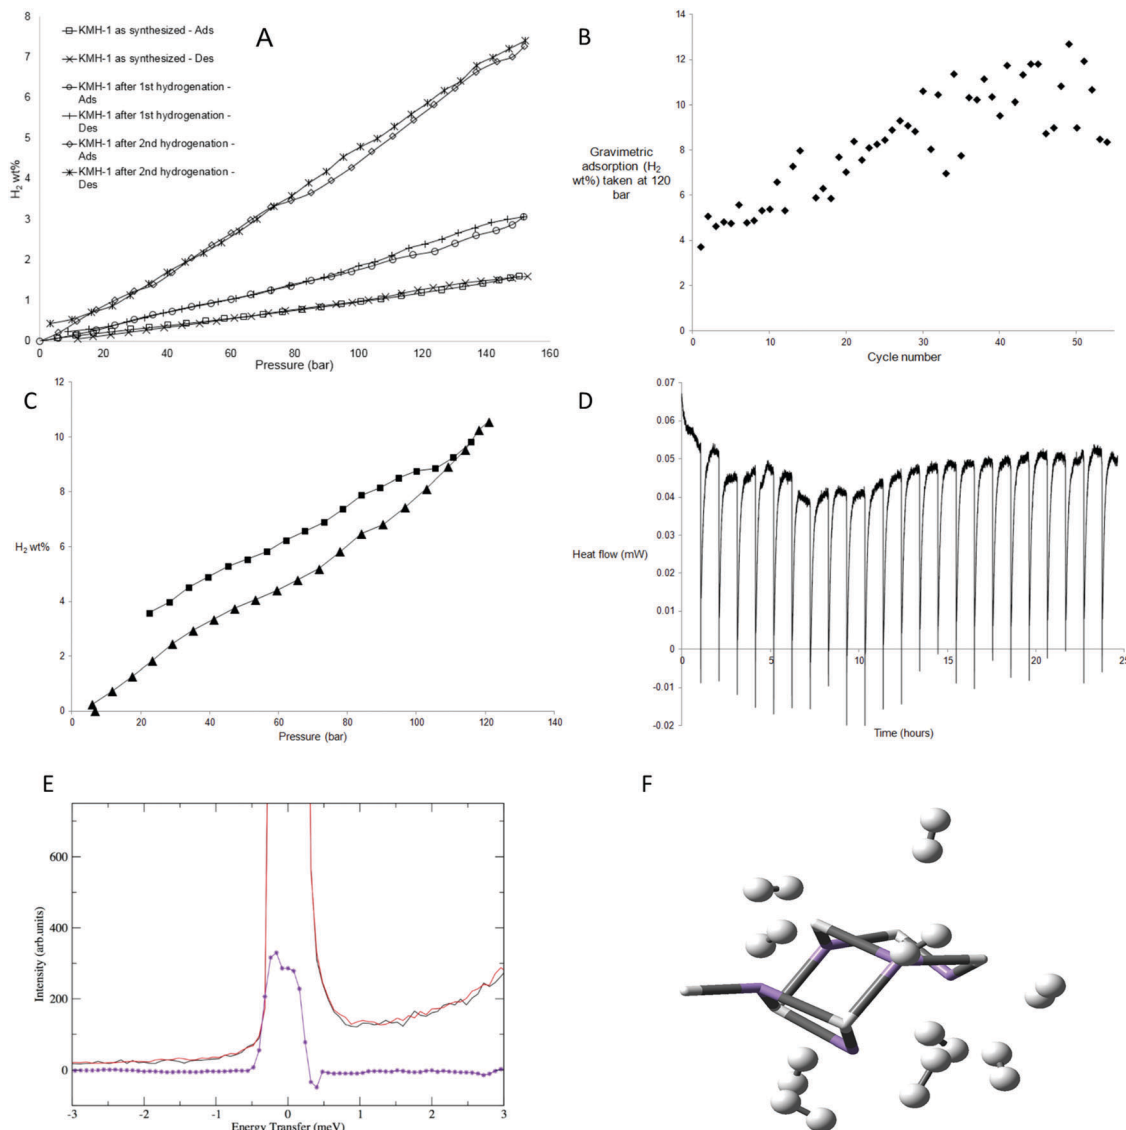 A
8
7
6
5
4
3
2
1
0
H2 wt%
KMH-1 as synthesized - Ads
KMH-1 as synthesized - Des
KMH-1 after 1st hydrogenation -
Ads
KMH-1 after 1st hydrogenation -
Des
KMH-1 after 2nd hydrogenation -
Ads
KMH-1 after 2nd hydrogenation -
Des
0 20 40 60 80 100 120 140 160
Pressure (bar)
B
14
12
10
8
6
4
2
0
Gravimetric
adsorption (H2
wt%) taken at 120
bar
0 10 20 30 40 50
Cycle number
C
12
10
8
6
4
2
0
H2 wt%
0 20 40 60 80 100 120 140
Pressure (bar)
D
0.07
0.06
0.05
0.04
0.03
0.02
0.01
0
-0.01
-0.02
Heat flow (mW)
0 5 10 15 20 25
Time (hours)
E
600
400
200
0
Intensity (arb.units)
-3 -2 -1 0 1 2 3
Energy Transfer (meV)
F